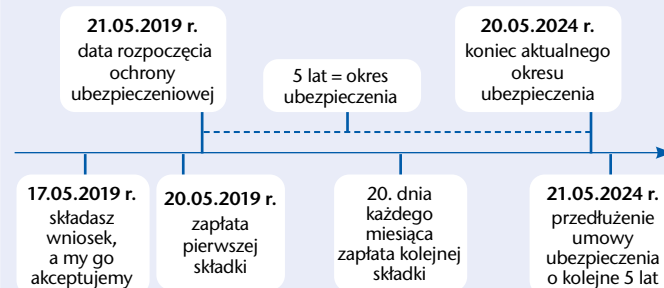 21.05.2019 r.
data rozpoczęcia
ochrony
ubezpieczeniowej
5 lat = okres
ubezpieczenia
20.05.2024 r.
koniec aktualnego
okresu
ubezpieczenia
17.05.2019 r.
składasz
wniosek,
a my go
akceptujemy
20.05.2019 r.
zapłata
pierwszej
składki
20. dnia
każdego
miesiąca
zapłata kolejnej
składki
21.05.2024 r.
przedłużenie
umowy
ubezpieczenia
o kolejne 5 lat